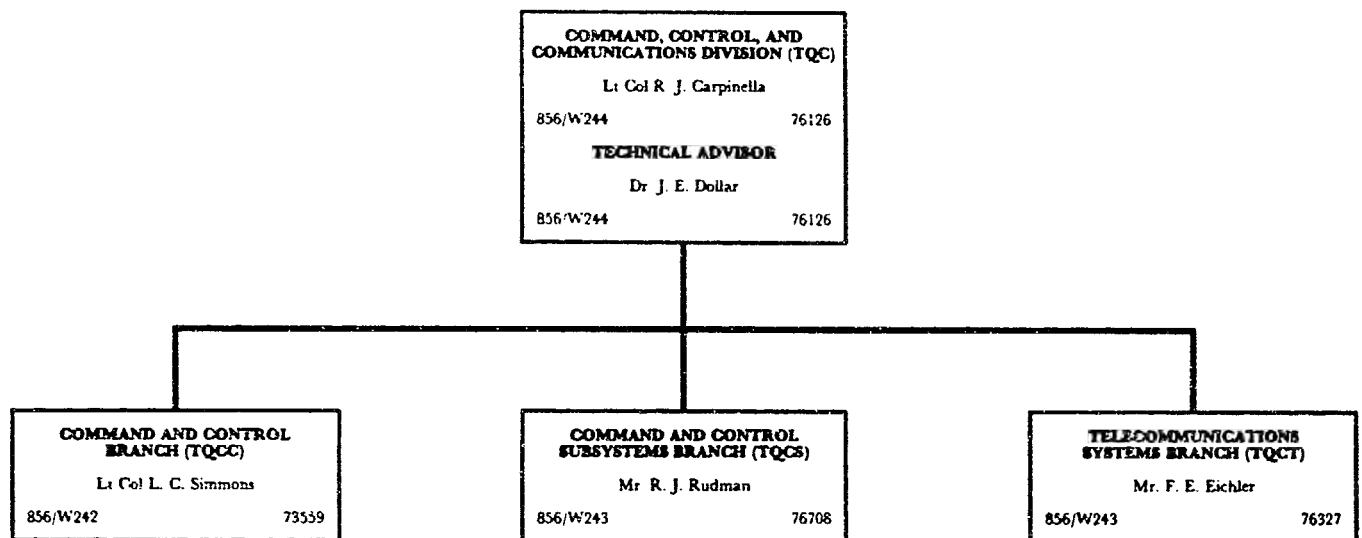 COMMAND, CONTROL, AND
COMMUNICATIONS DIVISION (TQC)
Lt Col R J. Carpinella
856/W244 76126
TECHNICAL ADVISOR
Dr J. E. Dollar
856/W244 76126
COMMAND AND CONTROL
BRANCH (TQCC)
Lt Col L. C. Simmons
856/W242 73559
COMMAND AND CONTROL
SUBSYSTEMS BRANCH (TQCS)
Mr R. J. Rudman
856/W243 76708
TELECOMMUNICATIONS
SYSTEMS BRANCH (TQCT)
Mr. F. E. Eichler
856/W243 76327